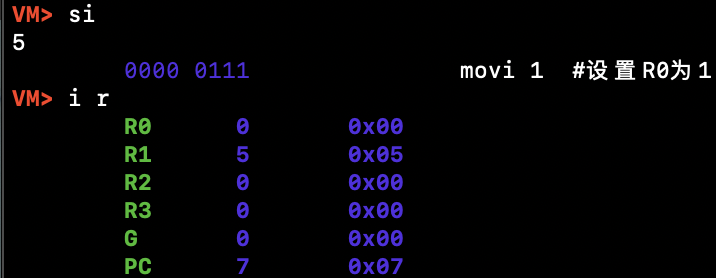 VM> si
5
0000 0111 movi 1 #设置R0为1
VM> i r
R0 0 0x00
R1 5 0x05
R2 0 0x00
R3 0 0x00
G 0 0x00
PC 7 0x07